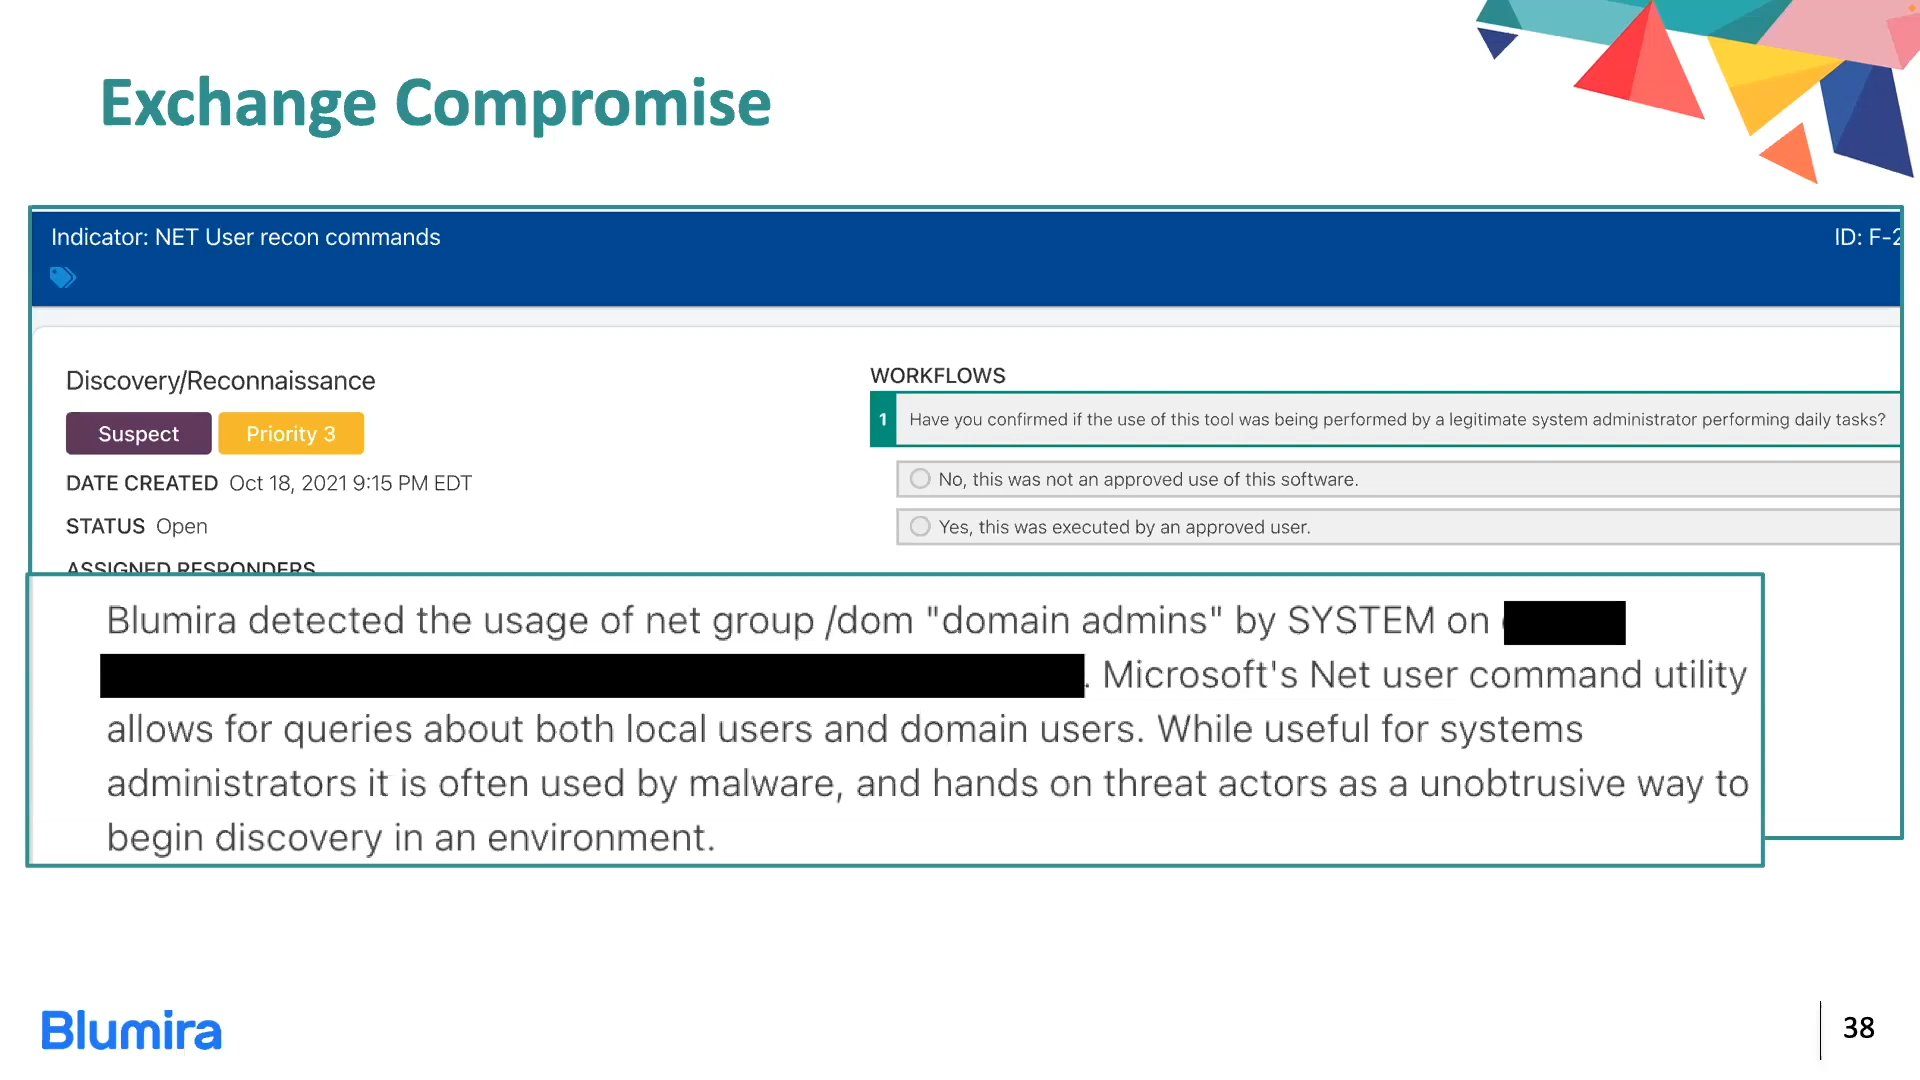 Exchange Compromise
Indicator: NET User recon commands
ID: F-2
Discovery/Reconnaissance
Suspect
Priority 3
DATE CREATED Oct 18, 2021 9:15 PM EDT
STATUS Open
ASSIGNED RESPONDERS
WORKFLOWS
1 Have you confirmed if the use of this tool was being performed by a legitimate system administrator performing daily tasks?
No, this was not an approved use of this software.
Yes, this was executed by an approved user.
Blumira detected the usage of net group /dom "domain admins" by SYSTEM on
. Microsoft's Net user command utility
allows for queries about both local users and domain users. While useful for systems
administrators it is often used by malware, and hands on threat actors as a unobtrusive way to
begin discovery in an environment.
Blumira
38